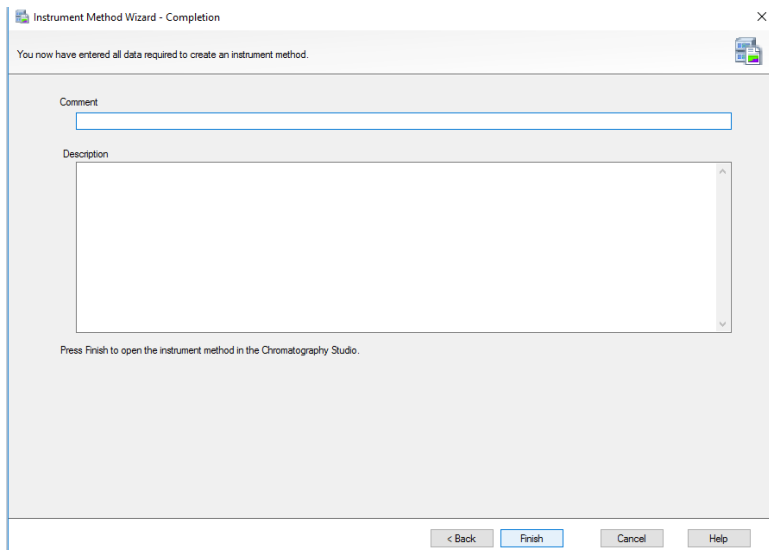 Instrument Method Wizard - Completion
You now have entered all data required to create an instrument method.
Comment
Description
Press Finish to open the instrument method in the Chromatography Studio.
< Back
Finish
Cancel
Help